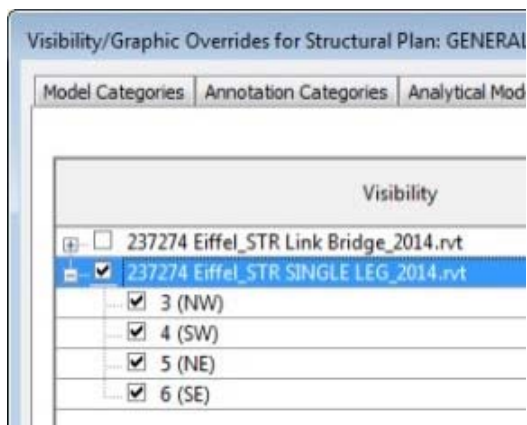 Visibility/Graphic Overrides for Structural Plan: GENERAL
Model Categories Annotation Categories Analytical Mod
Visibility
237274 Eiffel_STR Link Bridge_2014.rvt
237274 Eiffel_STR SINGLE LEG_2014.rvt
3 (NW)
4 (SW)
5 (NE)
6 (SE)